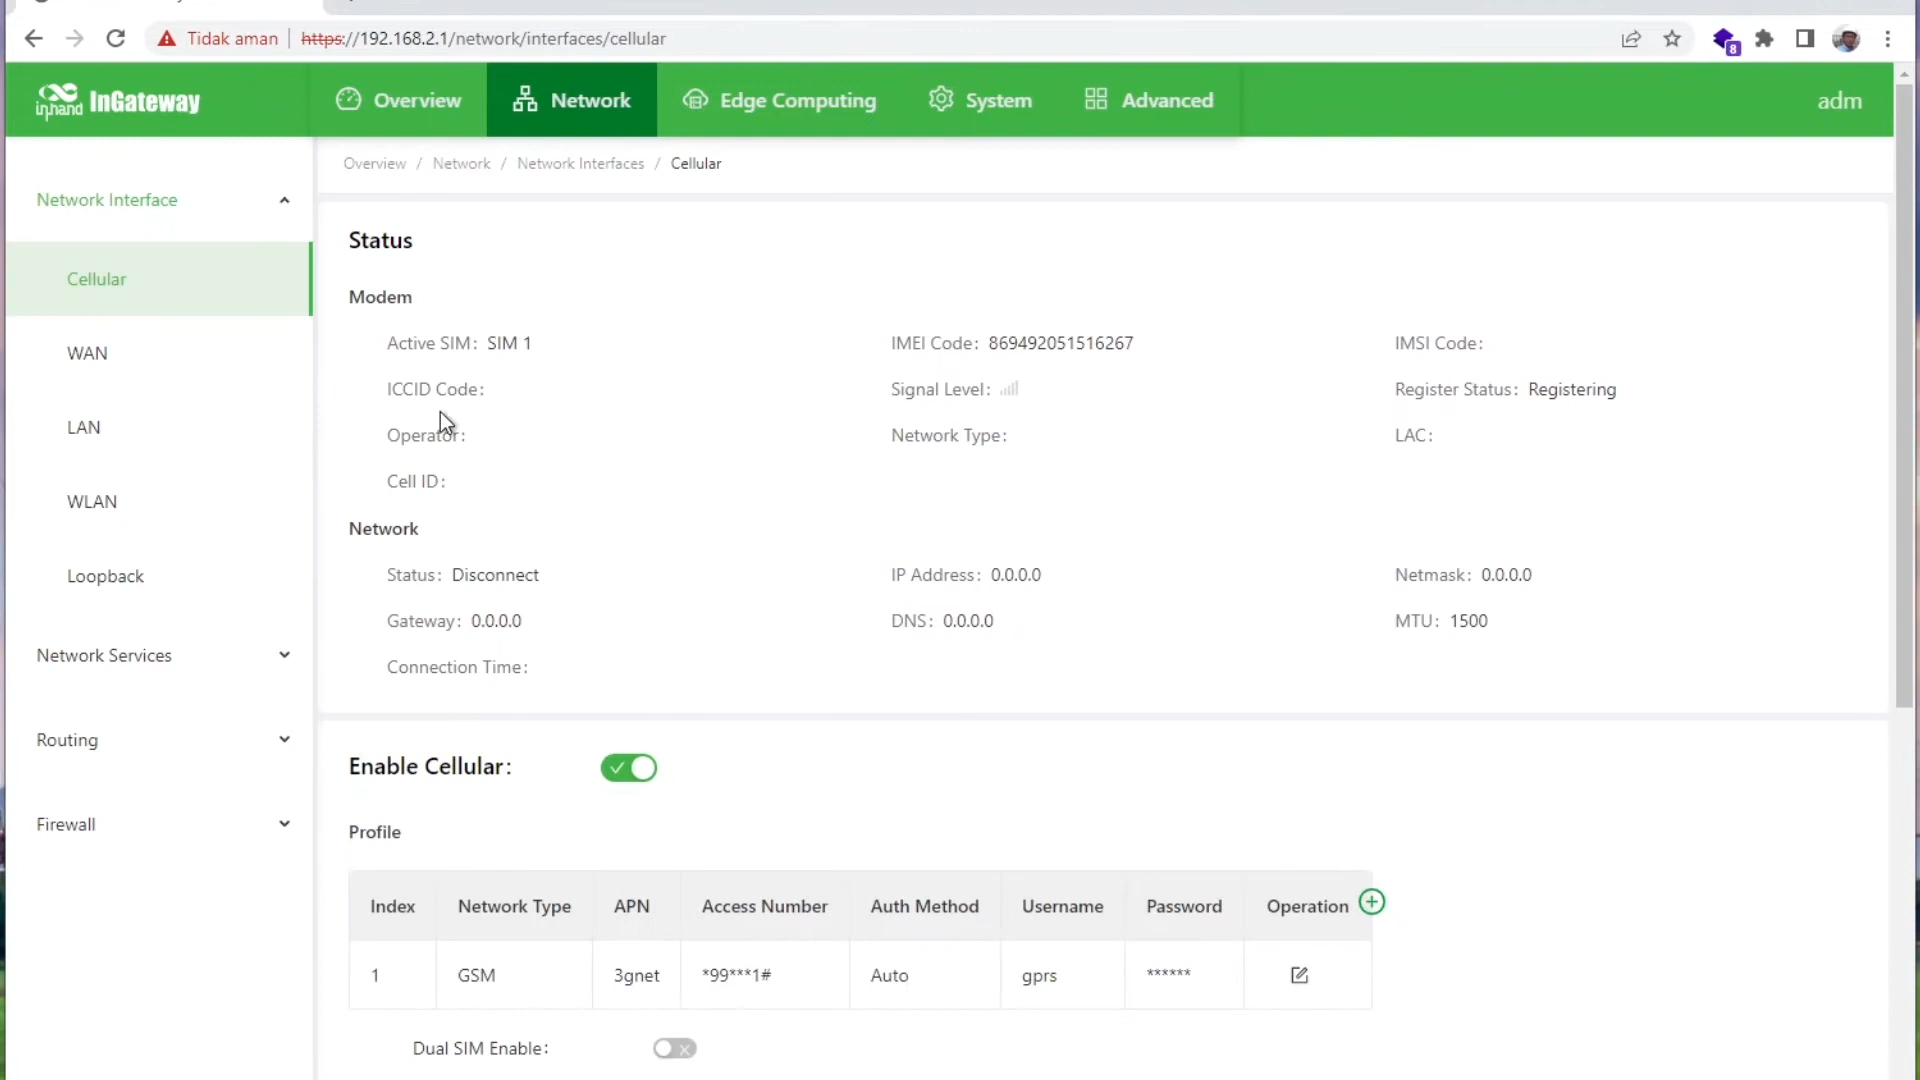 Tidak aman
https://192.168.2.1/network/interfaces/cellular
8
inhand InGateway
Overview
Network
Edge Computing
System
Advanced
adm
Overview / Network / Network Interfaces / Cellular
Network Interface
Cellular
WAN
LAN
WLAN
Loopback
Network Services
Routing
Firewall
Status
Modem
Active SIM: SIM 1
IMEI Code: 869492051516267
IMSI Code:
ICCID Code:
Signal Level:
Register Status: Registering
Operator:
Network Type:
LAC:
Cell ID:
Network
Status: Disconnect
IP Address: 0.0.0.0
Netmask: 0.0.0.0
Gateway: 0.0.0.0
DNS: 0.0.0.0
MTU: 1500
Connection Time:
Enable Cellular:
Profile
Index Network Type APN Access Number Auth Method Username Password Operation
1 GSM 3gnet *99***1# Auto gprs ******
Dual SIM Enable: